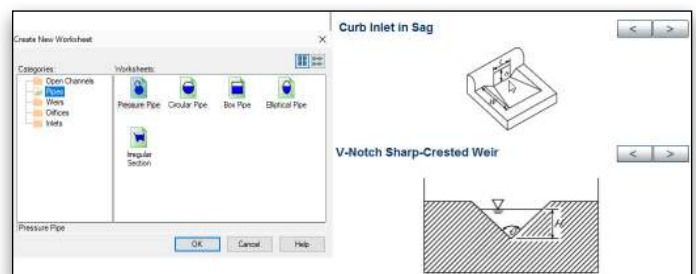 Create New Worksheet
Categories:
Open Channels
Pipes
Weirs
Orifices
Inlets
Worksheets:
Pressure Pipe
Circular Pipe
Box Pipe
Elliptical Pipe
Irregular
Section
Pressure Pipe
OK
Cancel
Help
Curb Inlet in Sag
< >
V-Notch Sharp-Crested Weir
< >
H